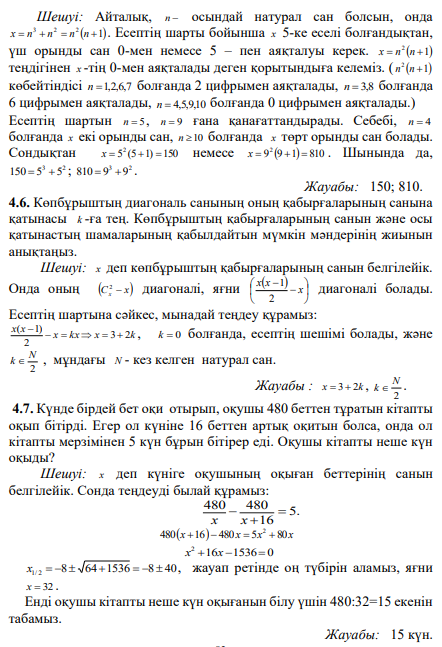 Шешуі: Айталық, n – осындай натурал сан болсын, онда
x = n³ + n² = n²(n+1). Есептің шарты бойынша x 5-ке еселі болғандықтан,
үш орынды сан 0-мен немесе 5 – пен аяқталуы керек. x = n²(n+1)
теңдігінен x -тің 0-мен аяқталады деген қорытындыға келеміз. ( n²(n+1)
көбейтіндісі n = 1,2,6,7 болғанда 2 цифрымен аяқталады, n = 3,8 болғанда
6 цифрымен аяқталады, n = 4,5,9,10 болғанда 0 цифрымен аяқталады.)
Есептің шартын n = 5 , n = 9 ғана қанағаттандырады. Себебі, n = 4
болғанда x екі орынды сан, n ≥ 10 болғанда x төрт орынды сан болады.
Сондықтан x = 5²(5+1) = 150 немесе x = 9²(9+1) = 810 . Шынында да,
150 = 5³ + 5² ; 810 = 9³ + 9² .
Жауабы: 150; 810.
4.6. Көпбұрыштың диагональ санының оның қабырғаларының санына
қатынасы k -ға тең. Көпбұрыштың қабырғаларының санын және осы
қатынастың шамаларының қабылдайтын мүмкін мәндерінің жиынын
анықтаңыз.
Шешуі: x деп көпбұрыштың қабырғаларының санын белгілейік.
Онда оның (Cₓ² − x) диагоналі, яғни (x(x−1)/2 − x) диагоналі болады.
Есептің шартына сәйкес, мынадай теңдеу құрамыз:
x(x−1)/2 − x = kx ⇒ x = 3 + 2k , k = 0 болғанда, есептің шешімі болады, және
k ∈ N/2 , мұндағы N - кез келген натурал сан.
Жауабы : x = 3 + 2k , k ∈ N/2 .
4.7. Күнде бірдей бет оқи отырып, оқушы 480 беттен тұратын кітапты
оқып бітірді. Егер ол күніне 16 беттен артық оқитын болса, онда ол
кітапты мерзімінен 5 күн бұрын бітірер еді. Оқушы кітапты неше күн
оқыды?
Шешуі: x деп күніге оқушының оқыған беттерінің санын
белгілейік. Сонда теңдеуді былай құрамыз:
480/x − 480/(x+16) = 5.
480(x+16) − 480x = 5x² + 80x
x² + 16x − 1536 = 0
x₁/₂ = −8 ± √(64+1536) = −8 ± 40, жауап ретінде оң түбірін аламыз, яғни
x = 32 .
Енді оқушы кітапты неше күн оқығанын білу үшін 480:32=15 екенін
табамыз.
Жауабы: 15 күн.